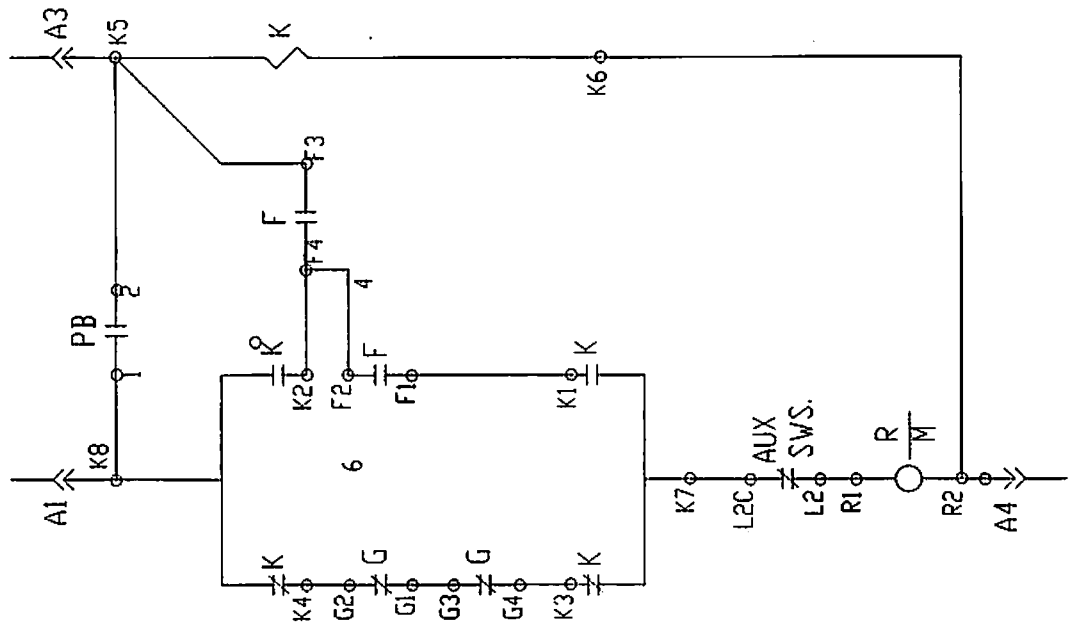 A3
K5
K
K6
F3
F
F4
4
2
PB
1
K
K2
F2
F
F1
K1
K
A1
K8
6
K7
L2C
AUX
SWS.
L2
R1
R
M
R2
A4
K
K4
G2
G
G1
G3
G
G4
K3
K